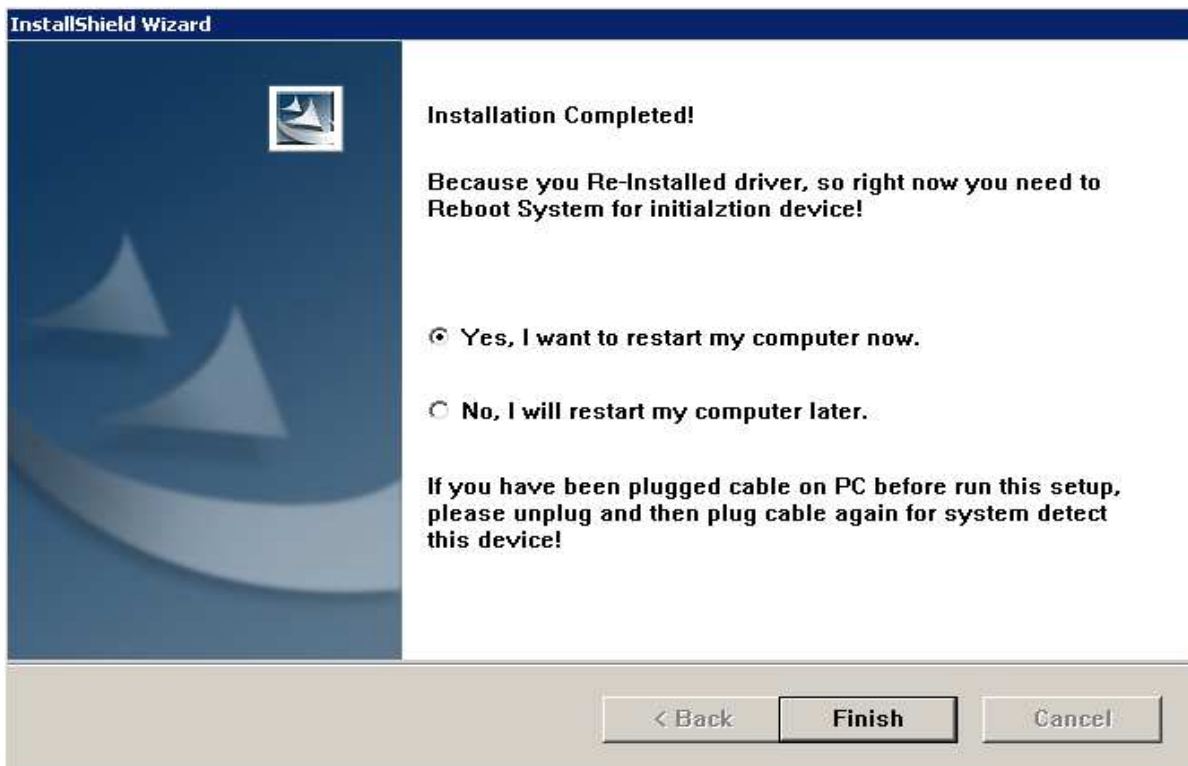 InstallShield Wizard
Installation Completed!
Because you Re-Installed driver, so right now you need to
Reboot System for initialztion device!
Yes, I want to restart my computer now.
No, I will restart my computer later.
If you have been plugged cable on PC before run this setup,
please unplug and then plug cable again for system detect
this device!
< Back
Finish
Cancel